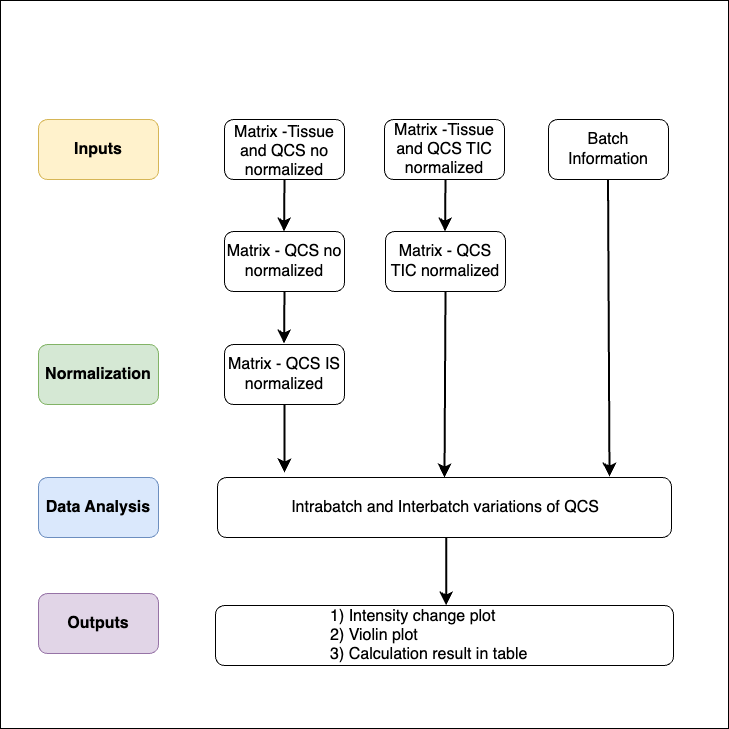 Inputs
Matrix -Tissue
and QCS no
normalized
Matrix -Tissue
and QCS TIC
normalized
Batch
Information
Matrix - QCS no
normalized
Matrix - QCS
TIC normalized
Normalization
Matrix - QCS IS
normalized
Data Analysis
Intrabatch and Interbatch variations of QCS
Outputs
1) Intensity change plot
2) Violin plot
3) Calculation result in table